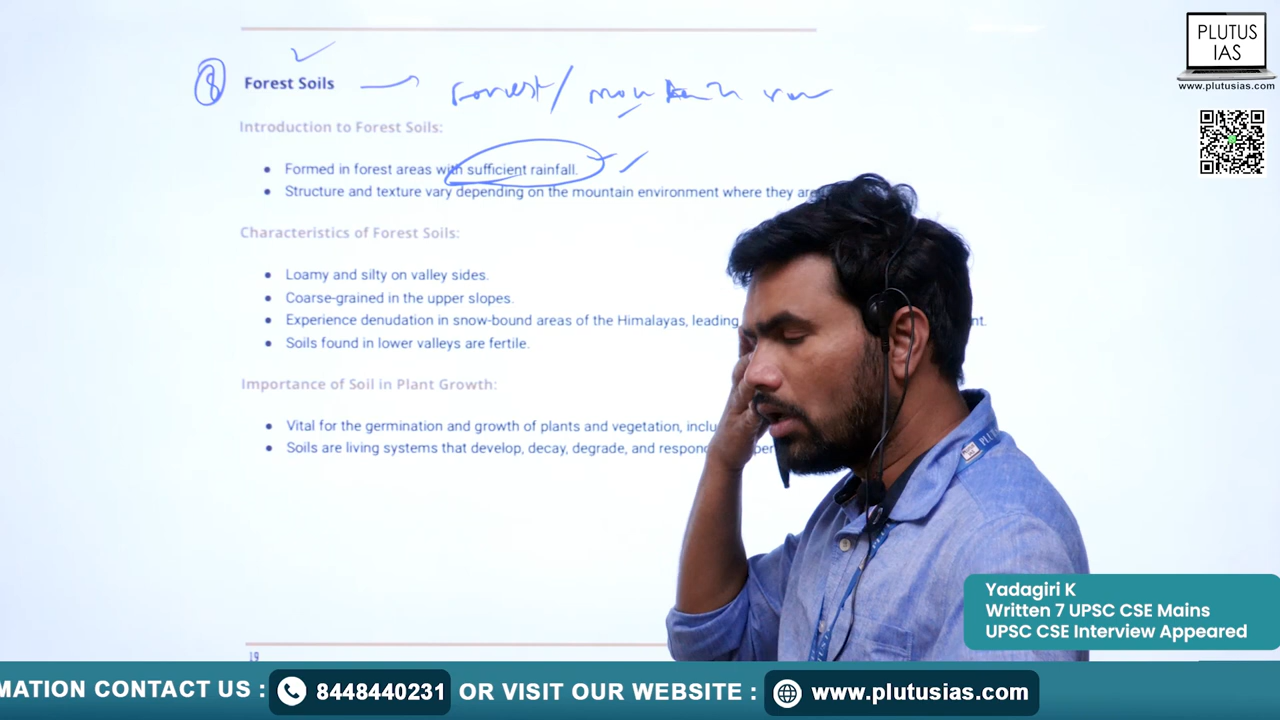 PLUTUS
IAS
www.plutusias.com
8 Forest Soils Forest/
Introduction to Forest Soils:
• Formed in forest areas with sufficient rainfall.
• Structure and texture vary depending on the mountain environment where they are
Characteristics of Forest Soils:
• Loamy and silty on valley sides.
• Coarse-grained in the upper slopes.
• Experience denudation in snow-bound areas of the Himalayas, leading
• Soils found in lower valleys are fertile.
Importance of Soil in Plant Growth:
• Vital for the germination and growth of plants and vegetation,
• Soils are living systems that develop, decay, degrade, and
19
Yadagiri K
Written 7 UPSC CSE Mains
UPSC CSE Interview Appeared
MATION CONTACT US : 8448440231 OR VISIT OUR WEBSITE : www.plutusias.com